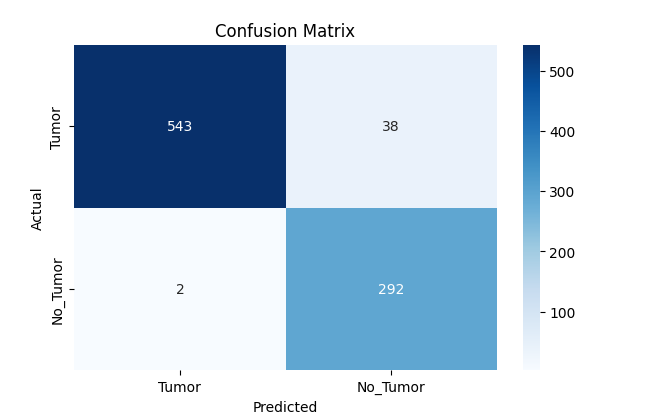 Confusion Matrix
Actual
Tumor
No_Tumor
543
38
2
292
Tumor
No_Tumor
Predicted
500
400
300
200
100